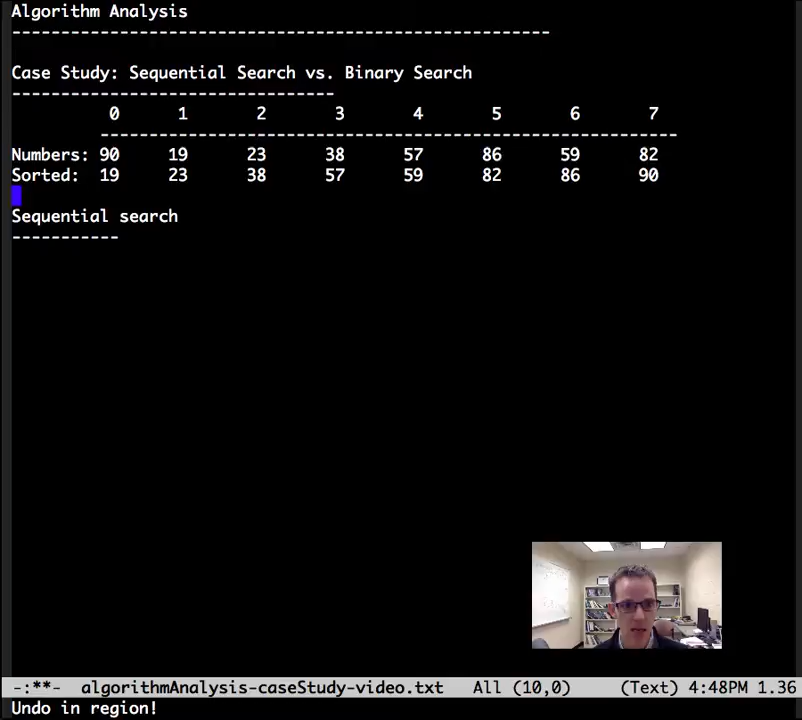 Algorithm Analysis
-------------------------------------------------------
Case Study: Sequential Search vs. Binary Search
---------------------------------
0 1 2 3 4 5 6 7
-----------------------------------------------------------
Numbers: 90 19 23 38 57 86 59 82
Sorted: 19 23 38 57 59 82 86 90
Sequential search
-----------
-:**- algorithmAnalysis-caseStudy-video.txt All (10,0) (Text) 4:48PM 1.36
Undo in region!